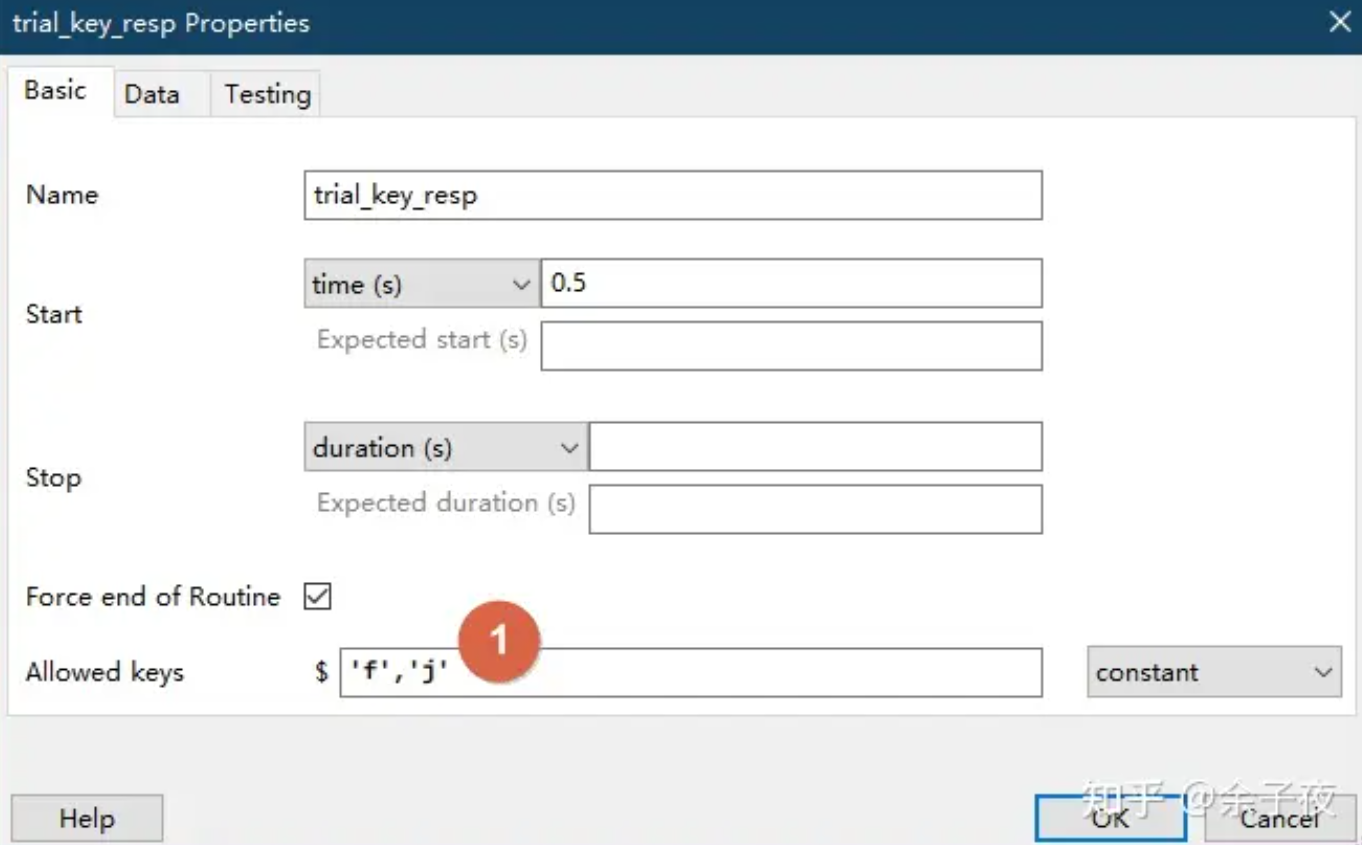 trial_key_resp Properties
Basic Data Testing
Name trial_key_resp
Start time (s) 0.5
Expected start (s)
Stop duration (s)
Expected duration (s)
Force end of Routine
1
Allowed keys $ 'f','j' constant
Help OK Cancel
知乎 @余子夜